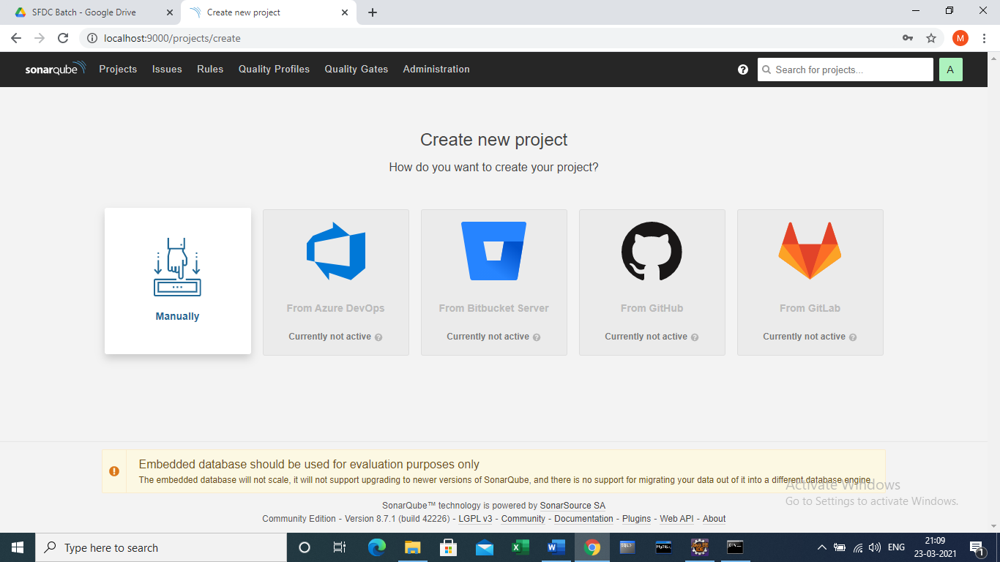 SFDC Batch - Google Drive
Create new project
localhost:9000/projects/create
M
sonarqube Projects Issues Rules Quality Profiles Quality Gates Administration
? Search for projects... A
Create new project
How do you want to create your project?
Manually
From Azure DevOps
Currently not active ?
From Bitbucket Server
Currently not active ?
From GitHub
Currently not active ?
From GitLab
Currently not active ?
Embedded database should be used for evaluation purposes only
The embedded database will not scale, it will not support upgrading to newer versions of SonarQube, and there is no support for migrating your data out of it into a different database engine.
Activate Windows
Go to Settings to activate Windows.
SonarQube™ technology is powered by SonarSource SA
Community Edition - Version 8.7.1 (build 42226) - LGPL v3 - Community - Documentation - Plugins - Web API - About
Type here to search
ENG
21:09
23-03-2021
1